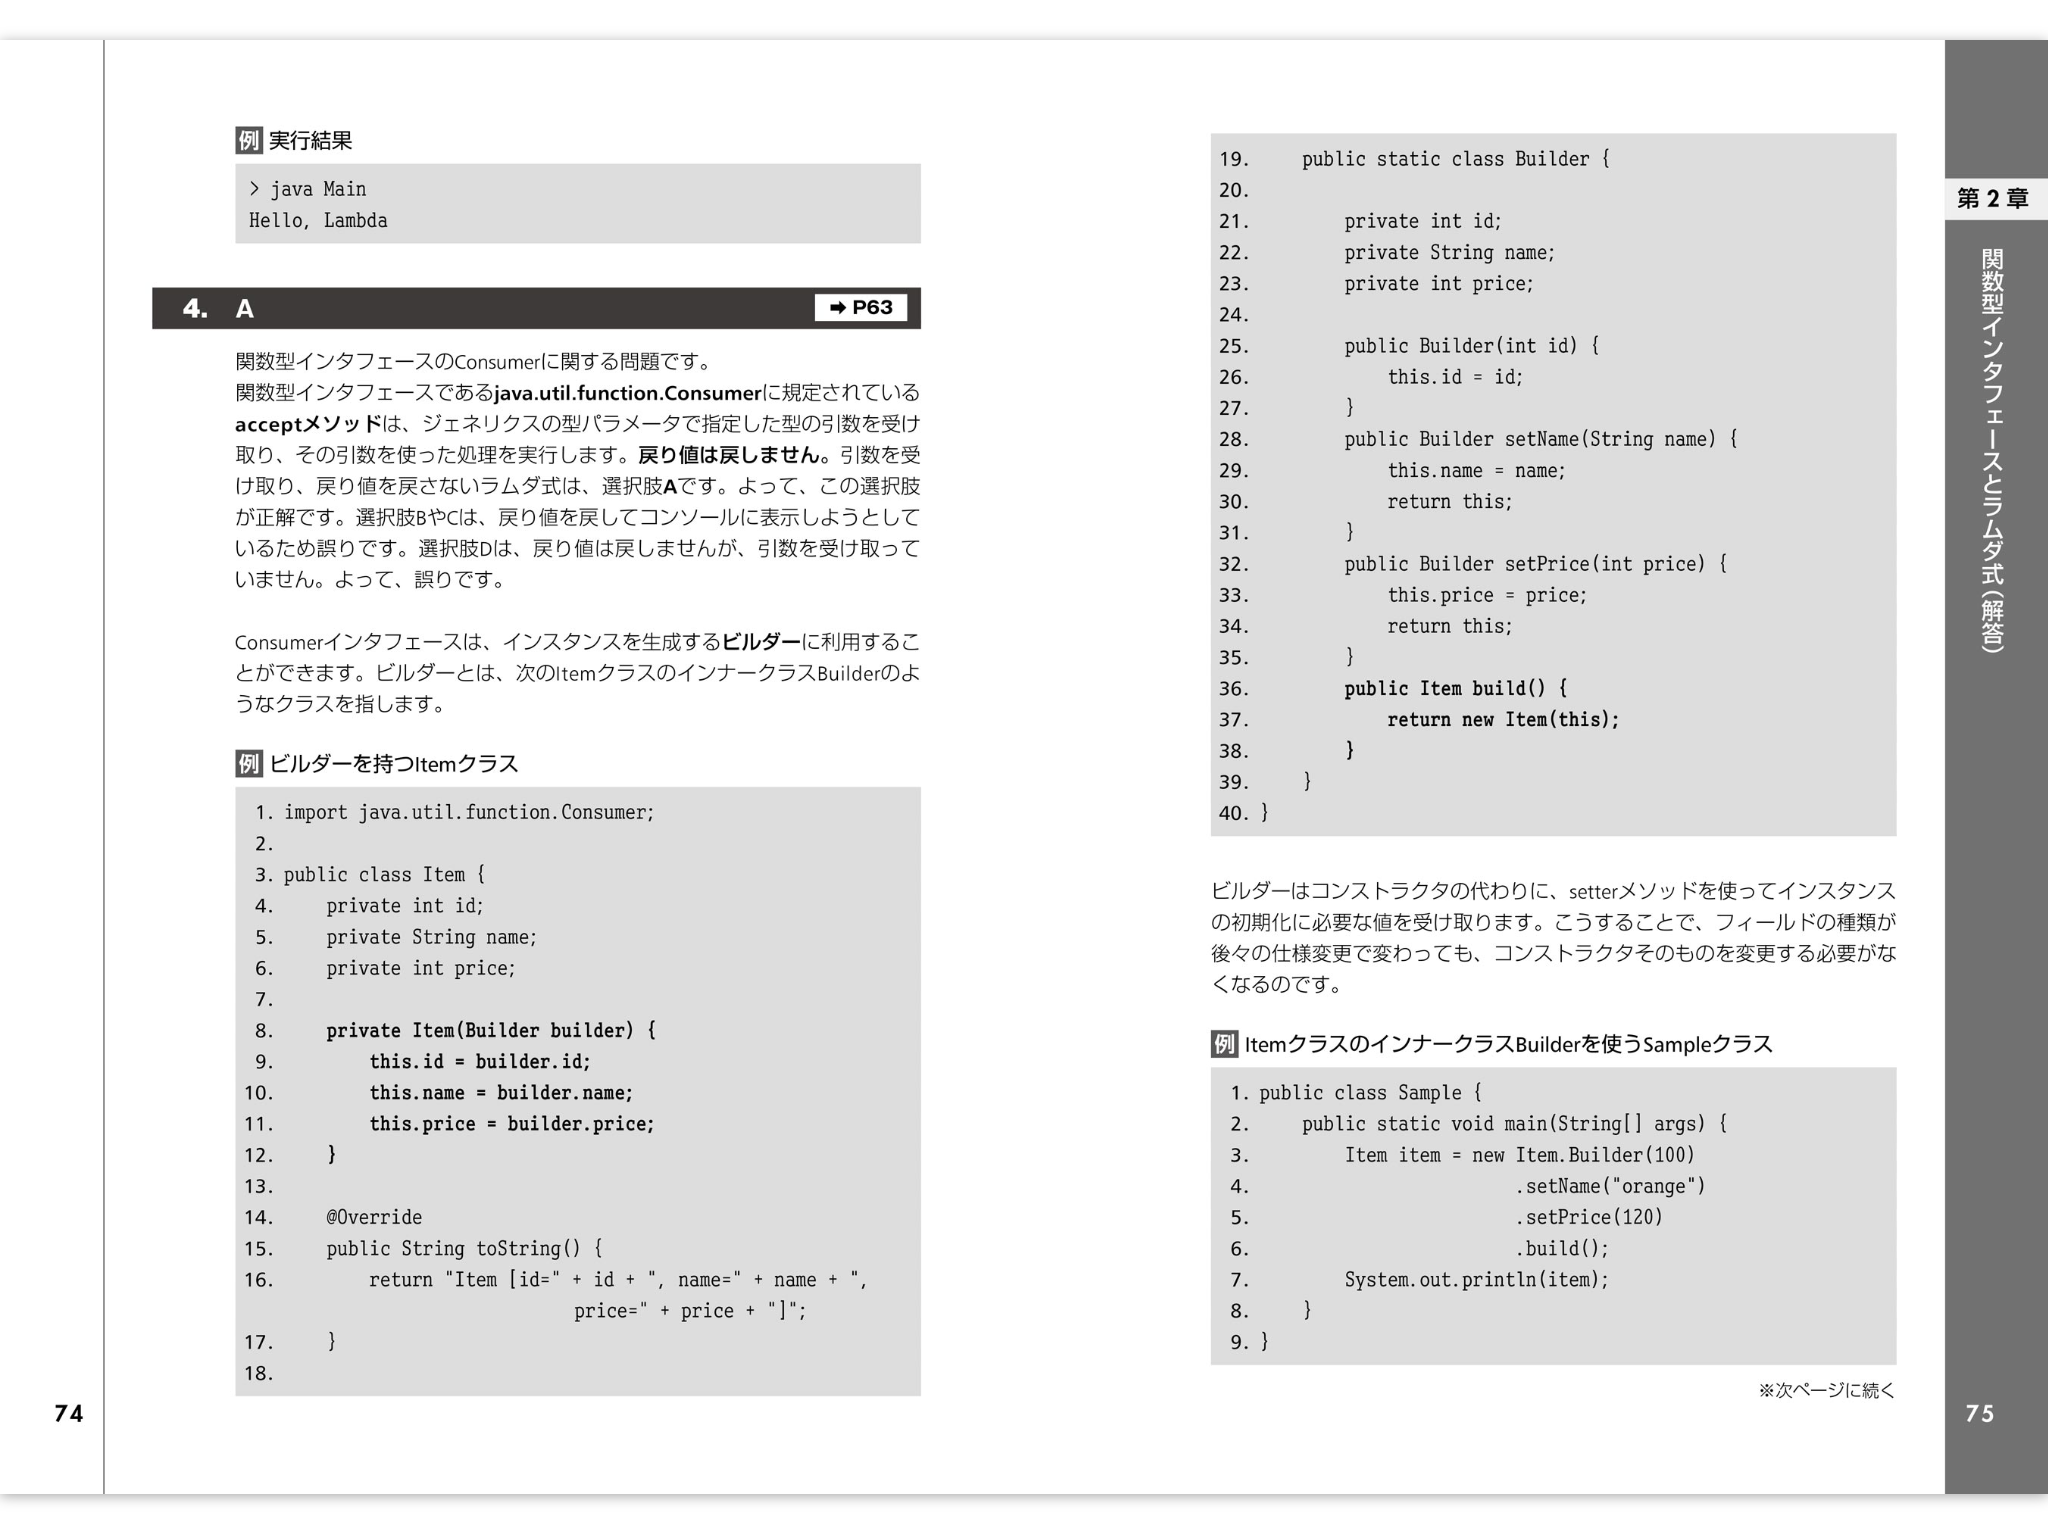 例 実行結果
> java Main
Hello, Lambda
4. A ➡ P63
関数型インタフェースのConsumerに関する問題です。
関数型インタフェースであるjava.util.function.Consumerに規定されている
acceptメソッドは、ジェネリクスの型パラメータで指定した型の引数を受け
取り、その引数を使った処理を実行します。戻り値は戻しません。引数を受
け取り、戻り値を戻さないラムダ式は、選択肢Aです。よって、この選択肢
が正解です。選択肢BやCは、戻り値を戻してコンソールに表示しようとして
いるため誤りです。選択肢Dは、戻り値は戻しませんが、引数を受け取って
いません。よって、誤りです。
Consumerインタフェースは、インスタンスを生成するビルダーに利用するこ
とができます。ビルダーとは、次のItemクラスのインナークラスBuilderのよ
うなクラスを指します。
例 ビルダーを持つItemクラス
1. import java.util.function.Consumer;
2.
3. public class Item {
4.     private int id;
5.     private String name;
6.     private int price;
7.
8.     private Item(Builder builder) {
9.         this.id = builder.id;
10.         this.name = builder.name;
11.         this.price = builder.price;
12.     }
13.
14.     @Override
15.     public String toString() {
16.         return "Item [id=" + id + ", name=" + name + ",
price=" + price + "]";
17.     }
18.
74
19.     public static class Builder {
20.
21.         private int id;
22.         private String name;
23.         private int price;
24.
25.         public Builder(int id) {
26.             this.id = id;
27.         }
28.         public Builder setName(String name) {
29.             this.name = name;
30.             return this;
31.         }
32.         public Builder setPrice(int price) {
33.             this.price = price;
34.             return this;
35.         }
36.         public Item build() {
37.             return new Item(this);
38.         }
39.     }
40. }
ビルダーはコンストラクタの代わりに、setterメソッドを使ってインスタンス
の初期化に必要な値を受け取ります。こうすることで、フィールドの種類が
後々の仕様変更で変わっても、コンストラクタそのものを変更する必要がな
くなるのです。
例 ItemクラスのインナークラスBuilderを使うSampleクラス
1. public class Sample {
2.     public static void main(String[] args) {
3.         Item item = new Item.Builder(100)
4.                         .setName("orange")
5.                         .setPrice(120)
6.                         .build();
7.         System.out.println(item);
8.     }
9. }
※次ページに続く
第2章
関数型インタフェースとラムダ式(解答)
75